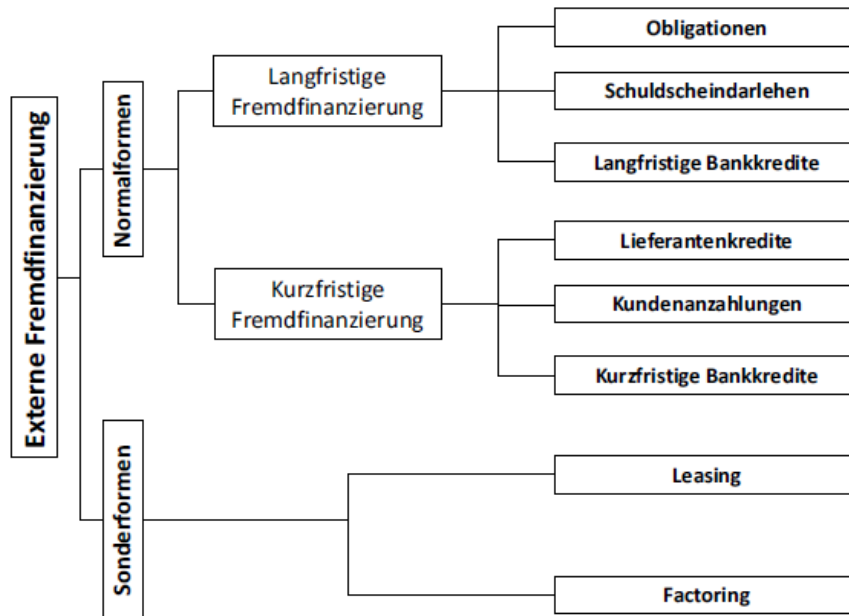 Externe Fremdfinanzierung
Normalformen
Langfristige
Fremdfinanzierung
Obligationen
Schuldscheindarlehen
Langfristige Bankkredite
Kurzfristige
Fremdfinanzierung
Lieferantenkredite
Kundenanzahlungen
Kurzfristige Bankkredite
Sonderformen
Leasing
Factoring